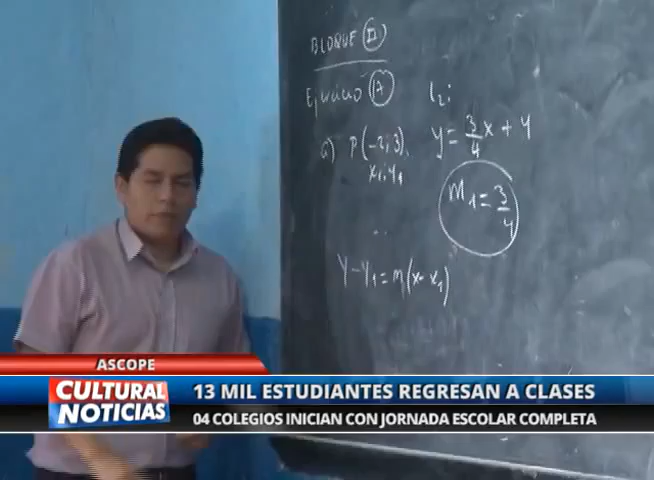 BLOQUE II
Ejercicio A
L₂:
a) P(-2;3).
x₁;y₁
y = 3/4 x + 4
m₁ = 3/4
y-y₁ = m(x-x₁)
ASCOPE
CULTURAL
NOTICIAS
13 MIL ESTUDIANTES REGRESAN A CLASES
04 COLEGIOS INICIAN CON JORNADA ESCOLAR COMPLETA